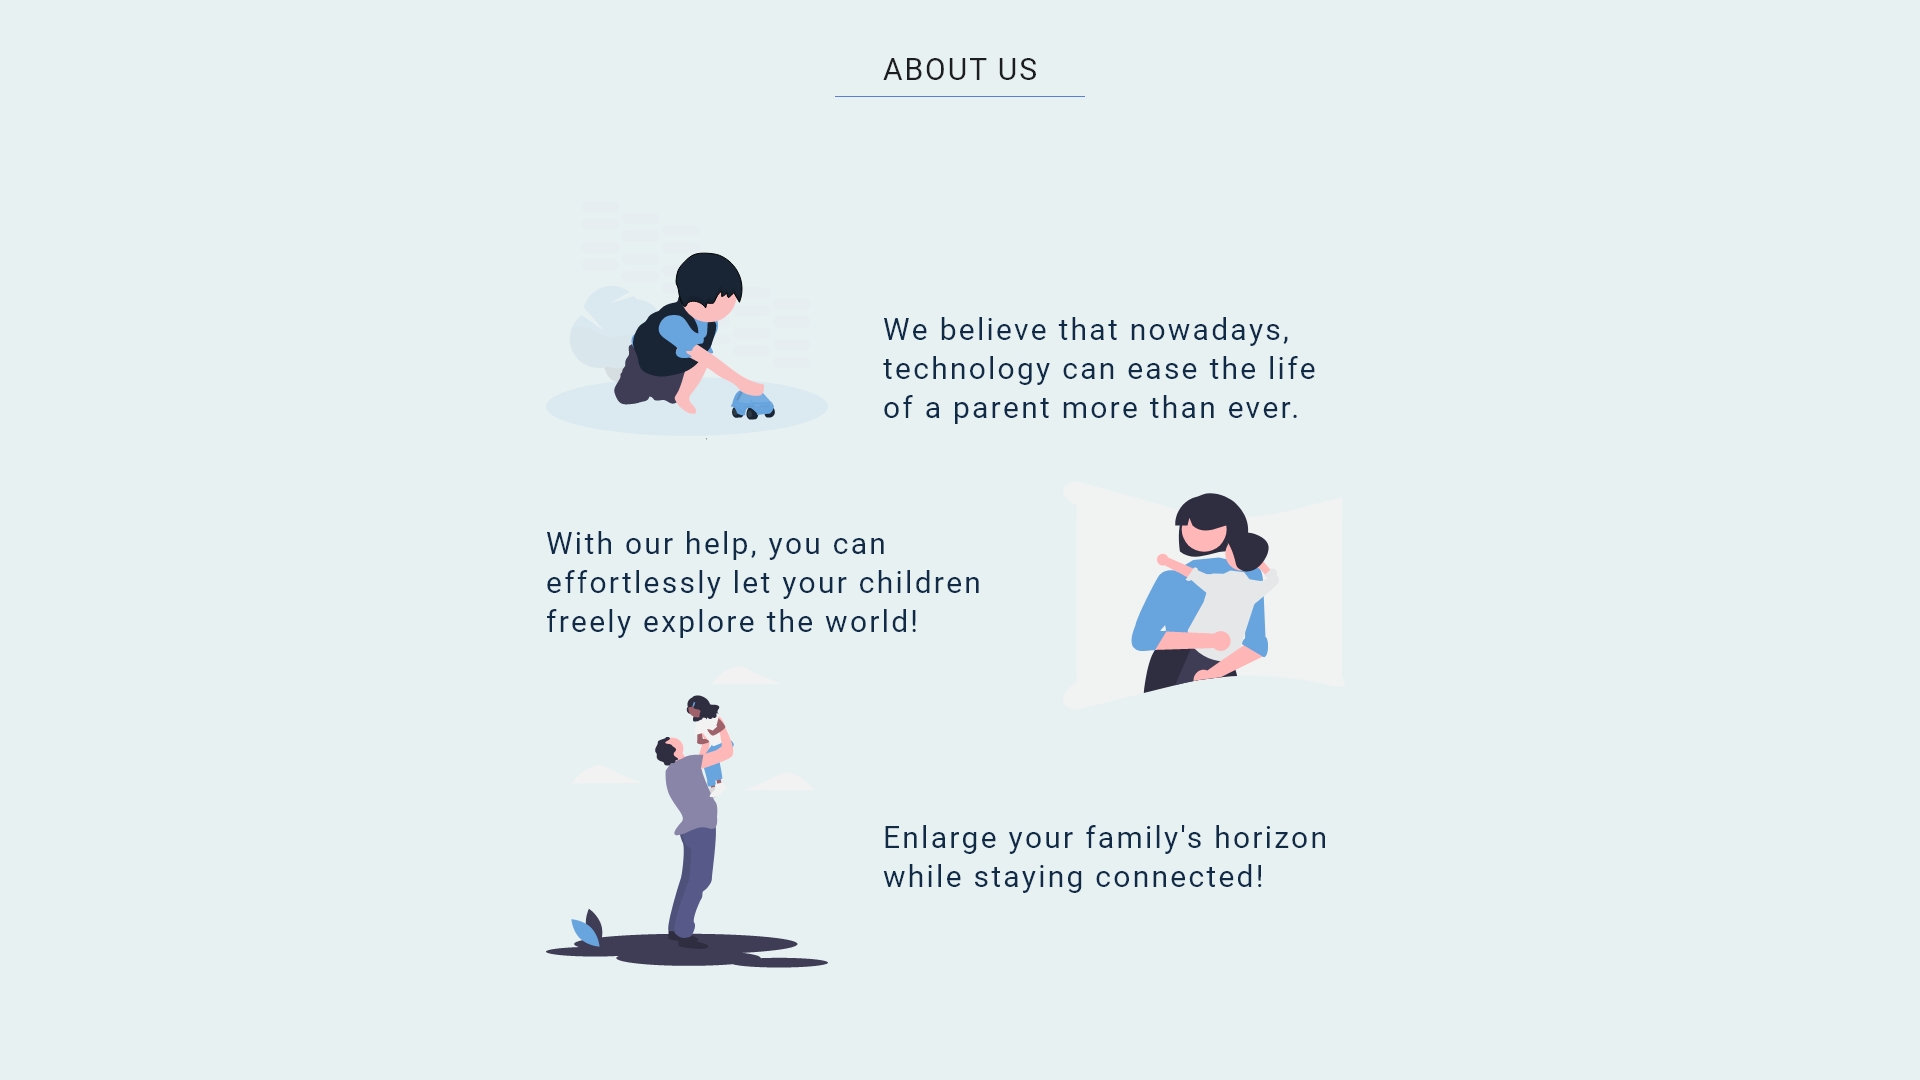 ABOUT US
We believe that nowadays,
technology can ease the life
of a parent more than ever.
With our help, you can
effortlessly let your children
freely explore the world!
Enlarge your family's horizon
while staying connected!